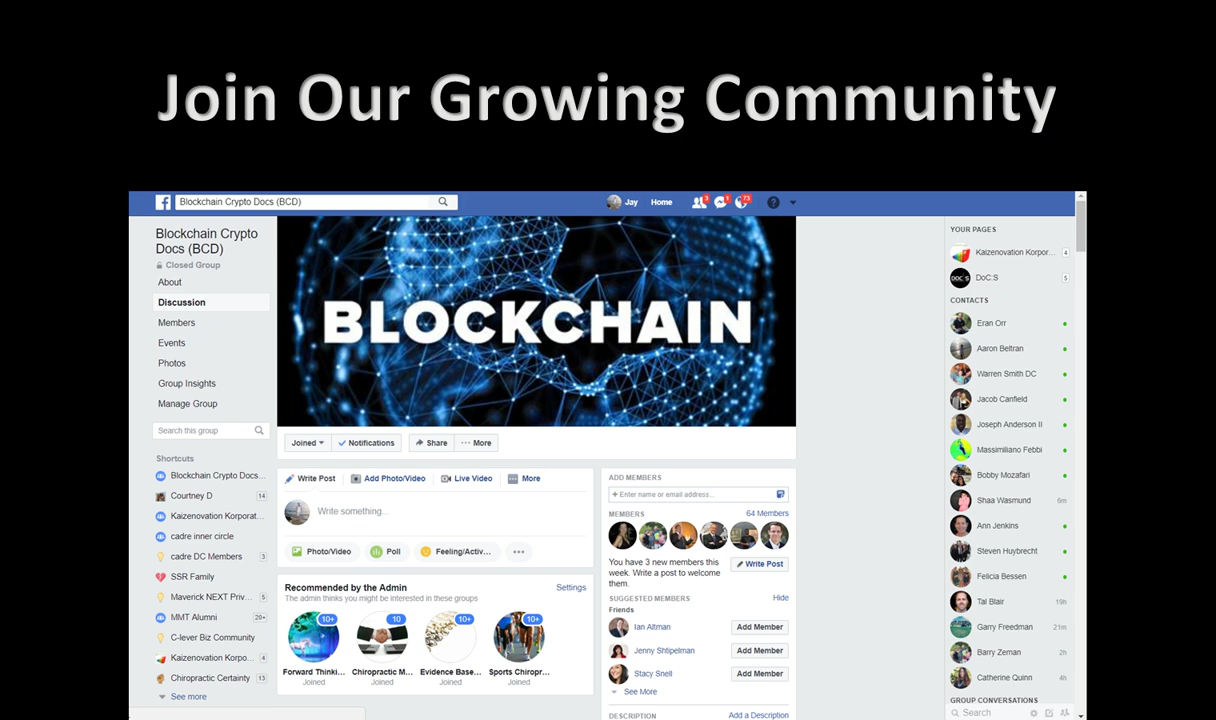 Join Our Growing Community
Blockchain Crypto Docs (BCD)
Jay
Home
3
1
73
Blockchain Crypto
Docs (BCD)
Closed Group
About
Discussion
Members
Events
Photos
Group Insights
Manage Group
Search this group
Shortcuts
Blockchain Crypto Docs...
Courtney D 14
Kaizenovation Korporat...
cadre inner circle
cadre DC Members 3
SSR Family
Maverick NEXT Priv... 5
MMT Alumni 20+
C-lever Biz Community
Kaizenovation Korpo... 4
Chiropractic Certainty 13
See more
BLOCKCHAIN
Joined
Notifications
Share
More
Write Post
Add Photo/Video
Live Video
More
Write something...
Photo/Video
Poll
Feeling/Activ...
Recommended by the Admin
Settings
The admin thinks you might be interested in these groups
10+
10
10+
10+
Forward Thinki...
Chiropractic M...
Evidence Base...
Sports Chiropr...
Joined
Joined
Joined
Joined
ADD MEMBERS
+ Enter name or email address...
MEMBERS
64 Members
You have 3 new members this
week. Write a post to welcome
them.
Write Post
SUGGESTED MEMBERS
Hide
Friends
Ian Altman
Add Member
Jenny Shtipelman
Add Member
Stacy Snell
Add Member
See More
DESCRIPTION
Add a Description
YOUR PAGES
Kaizenovation Korpor... 4
DOC'S
DoC:S 5
CONTACTS
Eran Orr
Aaron Beltran
Warren Smith DC
Jacob Canfield
Joseph Anderson II
Massimiliano Febbi
Bobby Mozafari
Shaa Wasmund 6m
Ann Jenkins
Steven Huybrecht
Felicia Bessen
Tal Blair 19h
Garry Freedman 21m
Barry Zeman 2h
Catherine Quinn 4h
GROUP CONVERSATIONS
Search